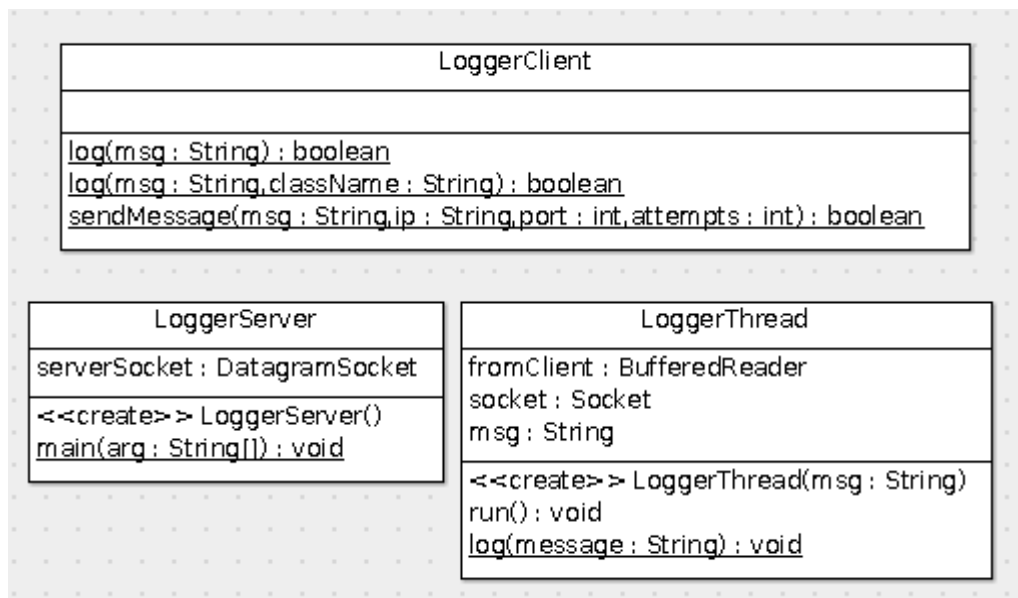 LoggerClient
log(msg : String) : boolean
log(msg : String,className : String) : boolean
sendMessage(msg : String,ip : String,port : int,attempts : int) : boolean
LoggerServer
serverSocket : DatagramSocket
<<create>> LoggerServer()
main(arg : String[]) : void
LoggerThread
fromClient : BufferedReader
socket : Socket
msg : String
<<create>> LoggerThread(msg : String)
run() : void
log(message : String) : void